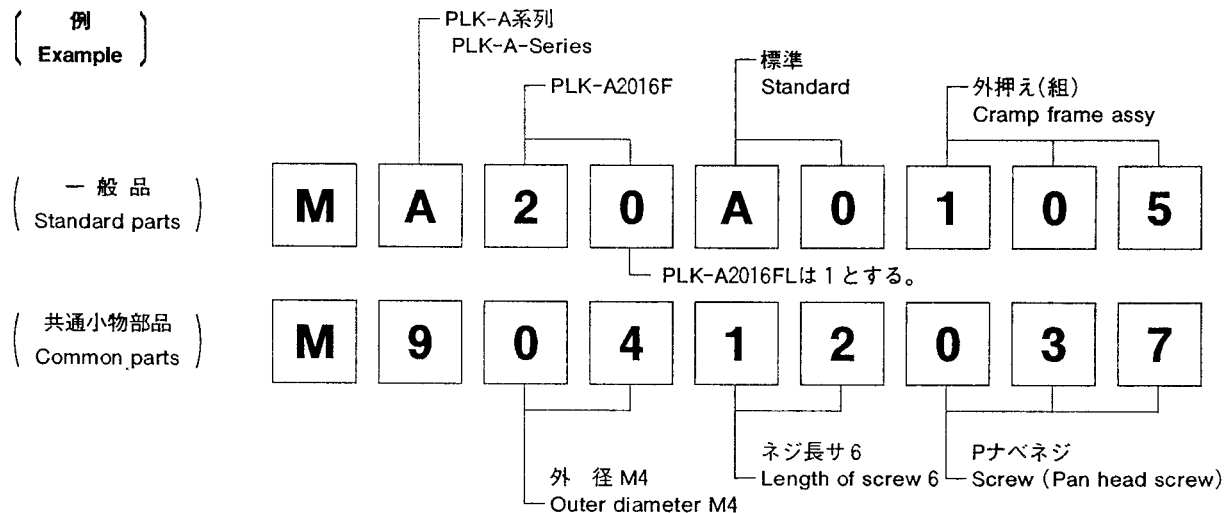 例
Example
PLK-A系列
PLK-A-Series
PLK-A2016F
標準
Standard
外押え(組)
Cramp frame assy
一般品
Standard parts
M A 2 0 A 0 1 0 5
PLK-A2016FLは1とする。
共通小物部品
Common parts
M 9 0 4 1 2 0 3 7
外 径 M4
Outer diameter M4
ネジ長サ 6
Length of screw 6
Pナベネジ
Screw (Pan head screw)